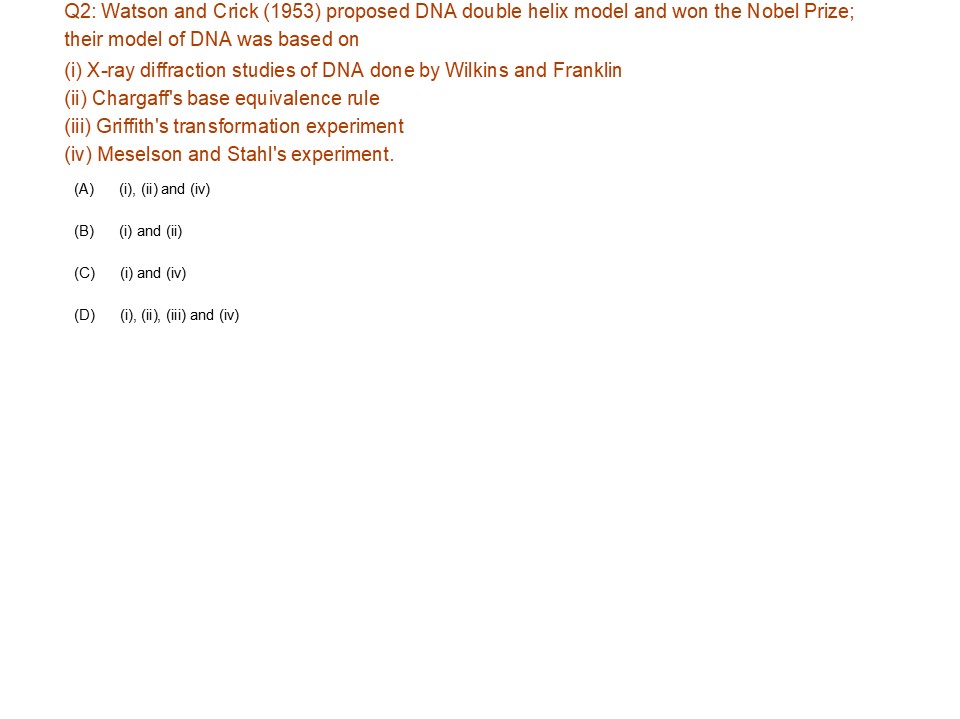 Q2: Watson and Crick (1953) proposed DNA double helix model and won the Nobel Prize;
their model of DNA was based on
(i) X-ray diffraction studies of DNA done by Wilkins and Franklin
(ii) Chargaff's base equivalence rule
(iii) Griffith's transformation experiment
(iv) Meselson and Stahl's experiment.
(A) (i), (ii) and (iv)
(B) (i) and (ii)
(C) (i) and (iv)
(D) (i), (ii), (iii) and (iv)